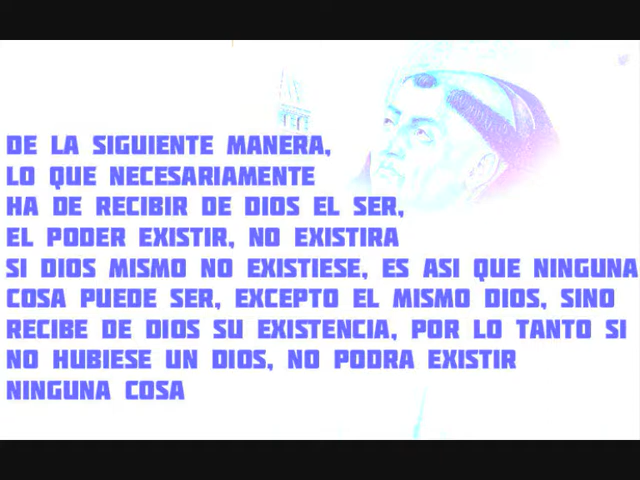 DE LA SIGUIENTE MANERA,
LO QUE NECESARIAMENTE
HA DE RECIBIR DE DIOS EL SER,
EL PODER EXISTIR, NO EXISTIRA
SI DIOS MISMO NO EXISTIESE, ES ASI QUE NINGUNA
COSA PUEDE SER, EXCEPTO EL MISMO DIOS, SINO
RECIBE DE DIOS SU EXISTENCIA, POR LO TANTO SI
NO HUBIESE UN DIOS, NO PODRA EXISTIR
NINGUNA COSA